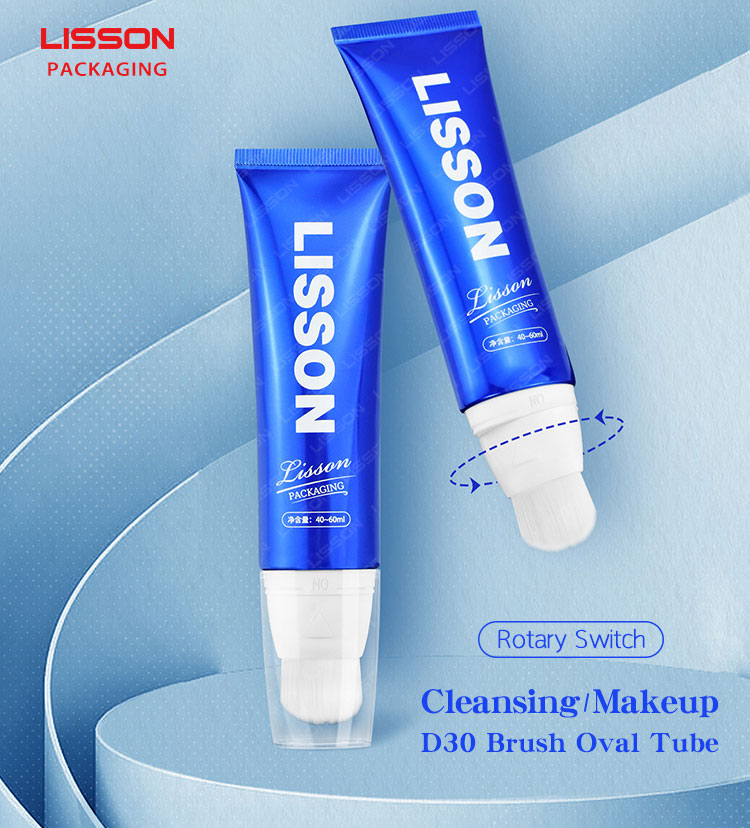 LISSON
PACKAGING
LISSON
Lisson
PACKAGING
净含量：40~60ml
NO
LISSON
Lisson
PACKAGING
净含量：40~60ml
NO
Rotary Switch
Cleansing/Makeup
D30 Brush Oval Tube